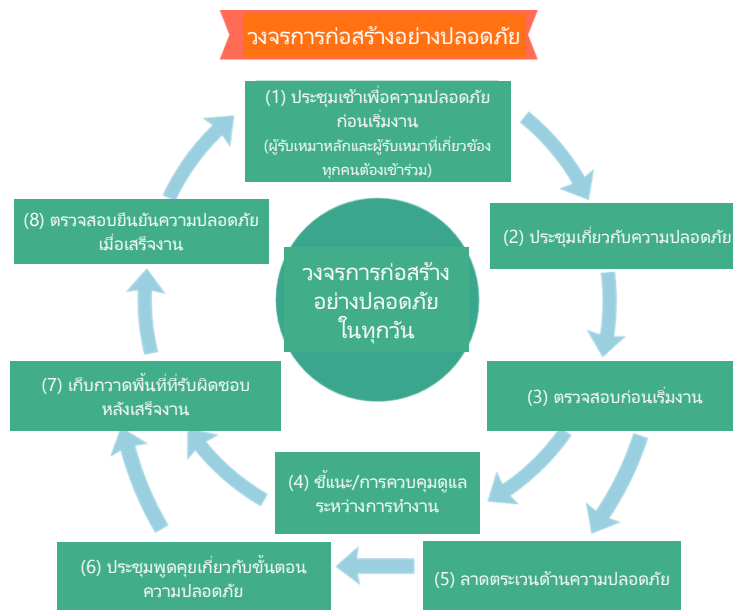 วงจรการก่อสร้างอย่างปลอดภัย
(1) ประชุมเช้าเพื่อความปลอดภัย
ก่อนเริ่มงาน
(ผู้รับเหมาหลักและผู้รับเหมาที่เกี่ยวข้อง
ทุกคนต้องเข้าร่วม)
(2) ประชุมเกี่ยวกับความปลอดภัย
(3) ตรวจสอบก่อนเริ่มงาน
(4) ชี้แนะ/การควบคุมดูแล
ระหว่างการทำงาน
(5) ลาดตระเวนด้านความปลอดภัย
(6) ประชุมพูดคุยเกี่ยวกับขั้นตอน
ความปลอดภัย
(7) เก็บกวาดพื้นที่ที่รับผิดชอบ
หลังเสร็จงาน
(8) ตรวจสอบยืนยันความปลอดภัย
เมื่อเสร็จงาน
วงจรการก่อสร้าง
อย่างปลอดภัย
ในทุกวัน